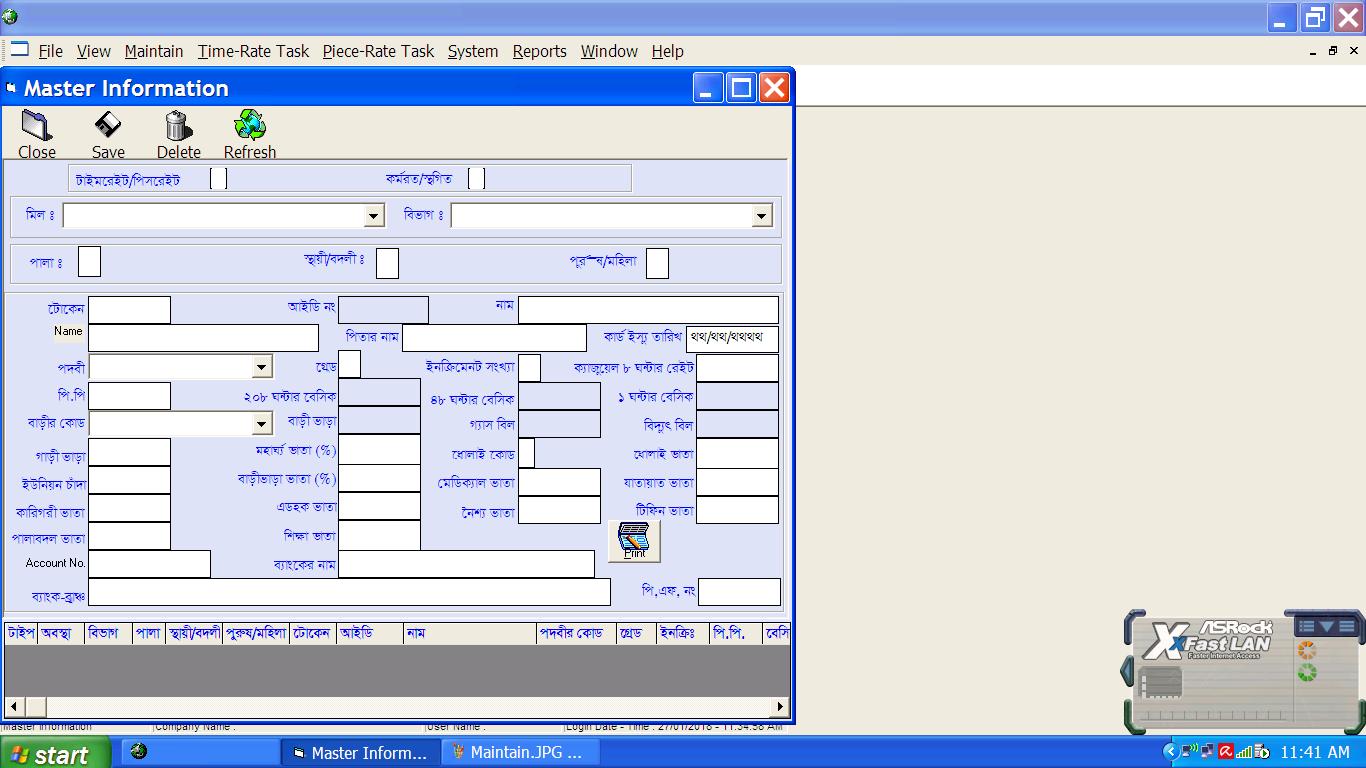 File View Maintain Time-Rate Task Piece-Rate Task System Reports Window Help
Master Information
Close Save Delete Refresh
টাইমরেইট/পিসরেইট কর্মরত/স্থগিত
মিল ঃ বিভাগ ঃ
পালা ঃ স্থায়ী/বদলী ঃ পুরুষ/মহিলা
টোকেন আইডি নং নাম
Name পিতার নাম কার্ড ইস্যু তারিখ থথ/থথ/থথথথ
পদবী গ্রেড ইনক্রিমেনট সংখ্যা ক্যাজুয়েল ৮ ঘন্টার রেইট
পি.পি ২০৮ ঘন্টার বেসিক ৪৮ ঘন্টার বেসিক ১ ঘন্টার বেসিক
বাড়ীর কোড বাড়ী ভাড়া গ্যাস বিল বিদ্যুৎ বিল
গাড়ী ভাড়া মহার্ঘ্য ভাতা (%) ধোলাই কোড ধোলাই ভাতা
ইউনিয়ন চাঁদা বাড়ীভাড়া ভাতা (%) মেডিক্যাল ভাতা যাতায়াত ভাতা
কারিগরী ভাতা এডহক ভাতা নৈশ্য ভাতা টিফিন ভাতা
পালাবদল ভাতা শিক্ষা ভাতা Print
Account No. ব্যাংকের নাম
ব্যাংক-ব্রাঞ্চ পি,এফ, নং
টাইপ অবস্থা বিভাগ পালা স্থায়ী/বদলী পুরুষ/মহিলা টোকেন আইডি নাম পদবীর কোড গ্রেড ইনক্রিঃ পি.পি. বেসি
ASRock
XFast LAN
Faster Internet Access
Master Information Company Name : User Name : Login Date - Time : 27/01/2018 - 11:34:58 AM
start Master Inform... Maintain.JPG ... 11:41 AM